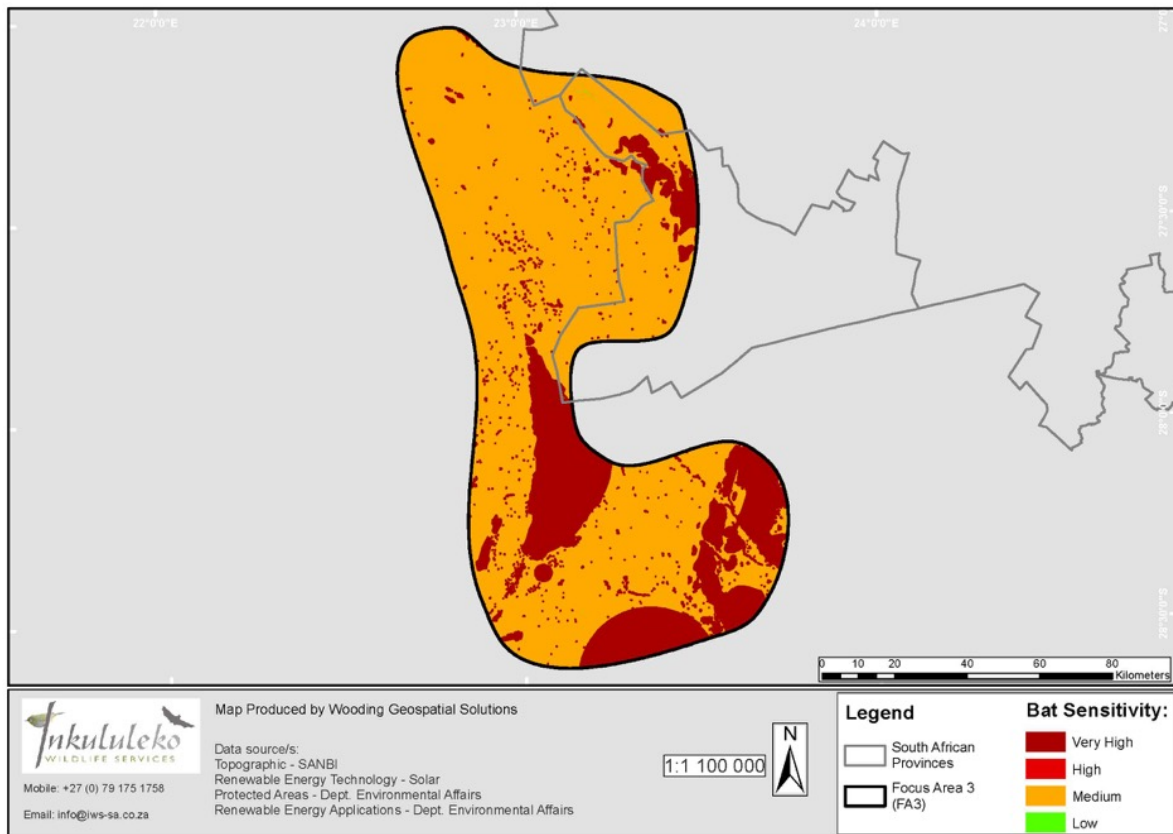 22°0'0"E
23°0'0"E
24°0'0"E
27°30'0"S
28°0'0"S
28°30'0"S
0 10 20 40 60 80
Kilometers
Inkululeko
WILDLIFE SERVICES
Mobile: +27 (0) 79 175 1758
Email: info@iws-sa.co.za
Map Produced by Wooding Geospatial Solutions
Data source/s:
Topographic - SANBI
Renewable Energy Technology - Solar
Protected Areas - Dept. Environmental Affairs
Renewable Energy Applications - Dept. Environmental Affairs
1:1 100 000
N
Legend
South African
Provinces
Focus Area 3
(FA3)
Bat Sensitivity:
Very High
High
Medium
Low